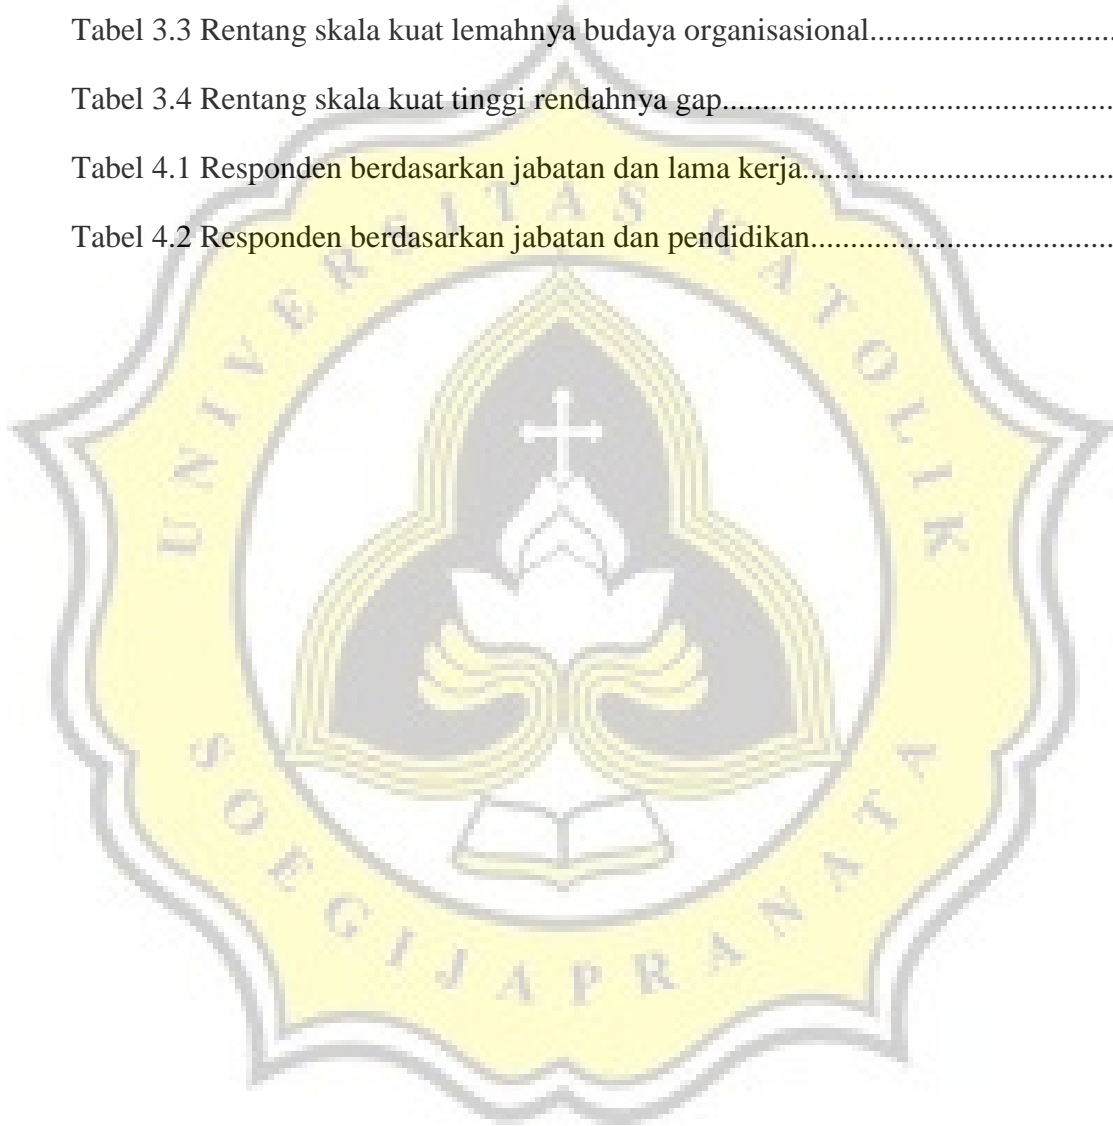 Tabel 3.3 Rentang skala kuat lemahnya budaya organisasional...............................
Tabel 3.4 Rentang skala kuat tinggi rendahnya gap.................................................
Tabel 4.1 Responden berdasarkan jabatan dan lama kerja.......................................
Tabel 4.2 Responden berdasarkan jabatan dan pendidikan......................................
UNIVERSITAS KATOLIK
SOEGIJAPRANATA